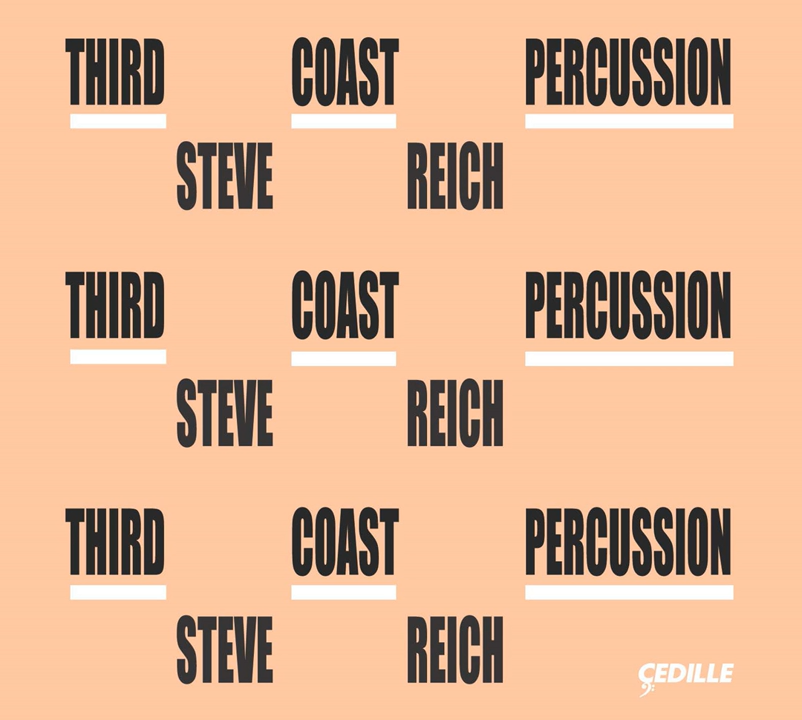 THIRD COAST PERCUSSION
STEVE REICH
THIRD COAST PERCUSSION
STEVE REICH
THIRD COAST PERCUSSION
STEVE REICH
ÇEDILLE